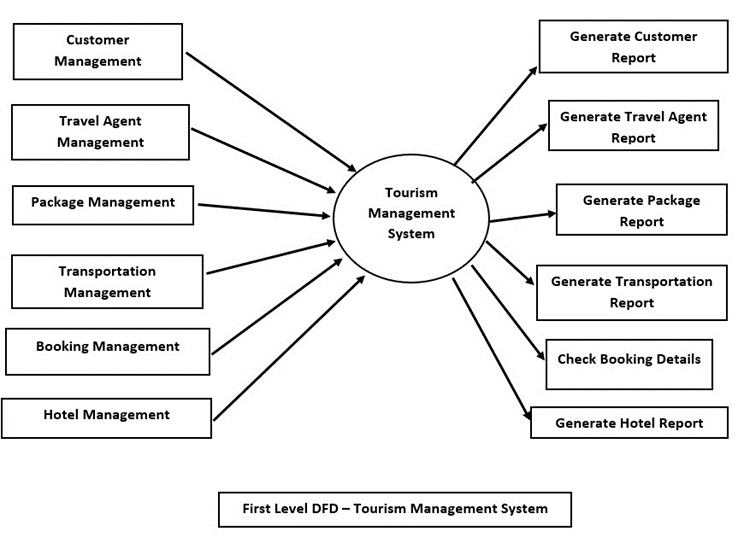 Customer
Management
Travel Agent
Management
Package Management
Transportation
Management
Booking Management
Hotel Management
Tourism
Management
System
Generate Customer
Report
Generate Travel Agent
Report
Generate Package
Report
Generate Transportation
Report
Check Booking Details
Generate Hotel Report
First Level DFD – Tourism Management System